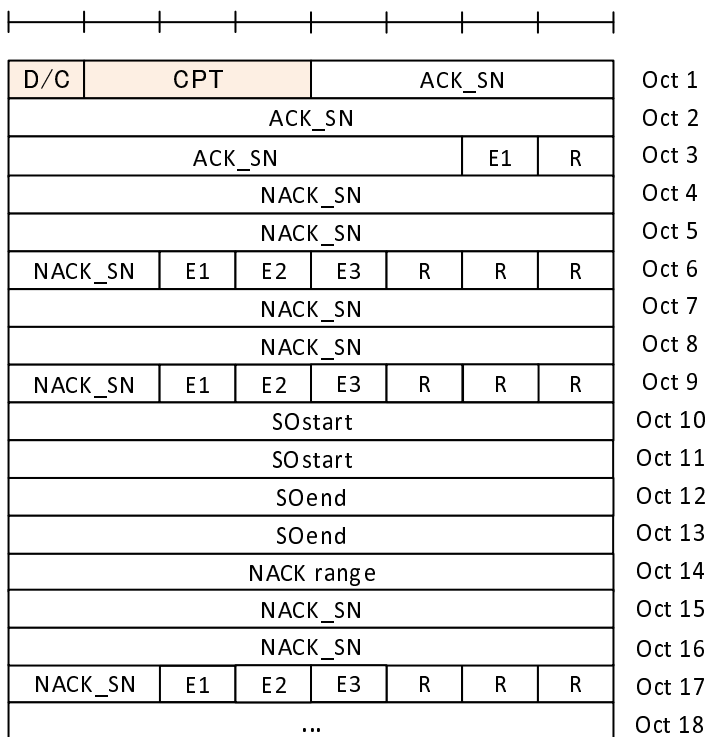 D/C CPT ACK_SN Oct 1
ACK_SN Oct 2
ACK_SN E1 R Oct 3
NACK_SN Oct 4
NACK_SN Oct 5
NACK_SN E1 E2 E3 R R R Oct 6
NACK_SN Oct 7
NACK_SN Oct 8
NACK_SN E1 E2 E3 R R R Oct 9
SOstart Oct 10
SOstart Oct 11
SOend Oct 12
SOend Oct 13
NACK range Oct 14
NACK_SN Oct 15
NACK_SN Oct 16
NACK_SN E1 E2 E3 R R R Oct 17
... Oct 18